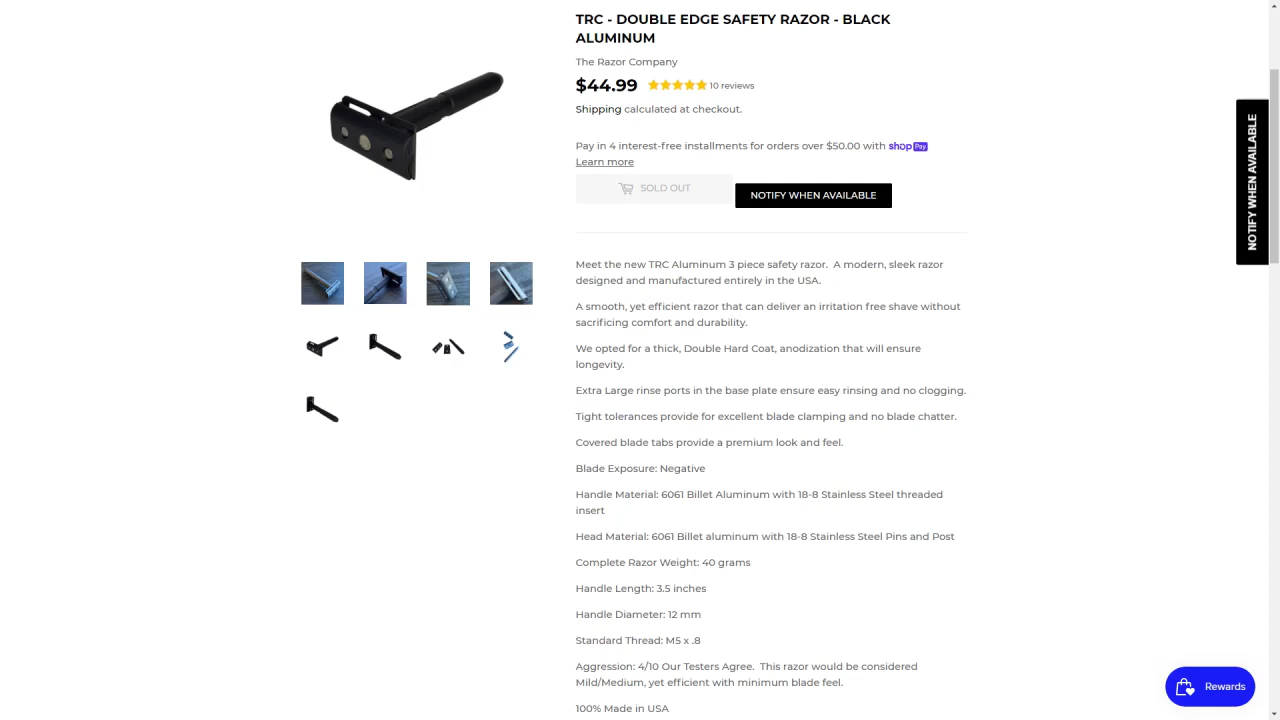 TRC - DOUBLE EDGE SAFETY RAZOR - BLACK
ALUMINUM
The Razor Company
$44.99 10 reviews
Shipping calculated at checkout.
Pay in 4 interest-free installments for orders over $50.00 with shop Pay
Learn more
SOLD OUT
NOTIFY WHEN AVAILABLE
NOTIFY WHEN AVAILABLE
Meet the new TRC Aluminum 3 piece safety razor.  A modern, sleek razor
designed and manufactured entirely in the USA.
A smooth, yet efficient razor that can deliver an irritation free shave without
sacrificing comfort and durability.
We opted for a thick, Double Hard Coat, anodization that will ensure
longevity.
Extra Large rinse ports in the base plate ensure easy rinsing and no clogging.
Tight tolerances provide for excellent blade clamping and no blade chatter.
Covered blade tabs provide a premium look and feel.
Blade Exposure: Negative
Handle Material: 6061 Billet Aluminum with 18-8 Stainless Steel threaded
insert
Head Material: 6061 Billet aluminum with 18-8 Stainless Steel Pins and Post
Complete Razor Weight: 40 grams
Handle Length: 3.5 inches
Handle Diameter: 12 mm
Standard Thread: M5 x .8
Aggression: 4/10 Our Testers Agree.  This razor would be considered
Mild/Medium, yet efficient with minimum blade feel.
100% Made in USA
Rewards